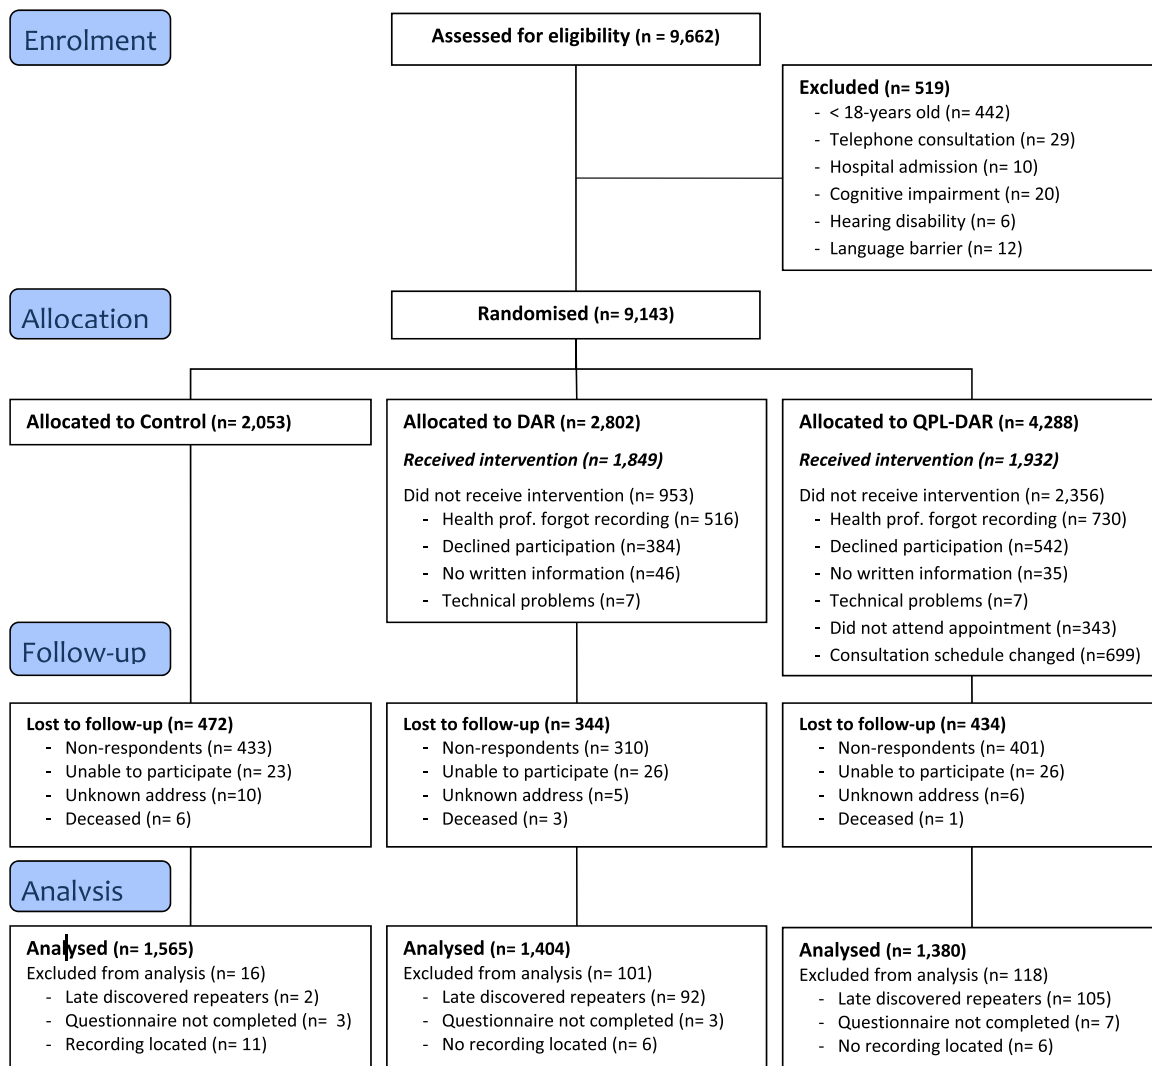 Enrolment
Assessed for eligibility (n = 9,662)
Excluded (n= 519)
- < 18-years old (n= 442)
- Telephone consultation (n= 29)
- Hospital admission (n= 10)
- Cognitive impairment (n= 20)
- Hearing disability (n= 6)
- Language barrier (n= 12)
Allocation
Randomised (n= 9,143)
Allocated to Control (n= 2,053)
Allocated to DAR (n= 2,802)
Received intervention (n= 1,849)
Did not receive intervention (n= 953)
- Health prof. forgot recording (n= 516)
- Declined participation (n=384)
- No written information (n=46)
- Technical problems (n=7)
Allocated to QPL-DAR (n= 4,288)
Received intervention (n= 1,932)
Did not receive intervention (n= 2,356)
- Health prof. forgot recording (n= 730)
- Declined participation (n=542)
- No written information (n=35)
- Technical problems (n=7)
- Did not attend appointment (n=343)
- Consultation schedule changed (n=699)
Follow-up
Lost to follow-up (n= 472)
- Non-respondents (n= 433)
- Unable to participate (n= 23)
- Unknown address (n=10)
- Deceased (n= 6)
Lost to follow-up (n= 344)
- Non-respondents (n= 310)
- Unable to participate (n= 26)
- Unknown address (n=5)
- Deceased (n= 3)
Lost to follow-up (n= 434)
- Non-respondents (n= 401)
- Unable to participate (n= 26)
- Unknown address (n=6)
- Deceased (n= 1)
Analysis
Analysed (n= 1,565)
Excluded from analysis (n= 16)
- Late discovered repeaters (n= 2)
- Questionnaire not completed (n= 3)
- Recording located (n= 11)
Analysed (n= 1,404)
Excluded from analysis (n= 101)
- Late discovered repeaters (n= 92)
- Questionnaire not completed (n= 3)
- No recording located (n= 6)
Analysed (n= 1,380)
Excluded from analysis (n= 118)
- Late discovered repeaters (n= 105)
- Questionnaire not completed (n= 7)
- No recording located (n= 6)